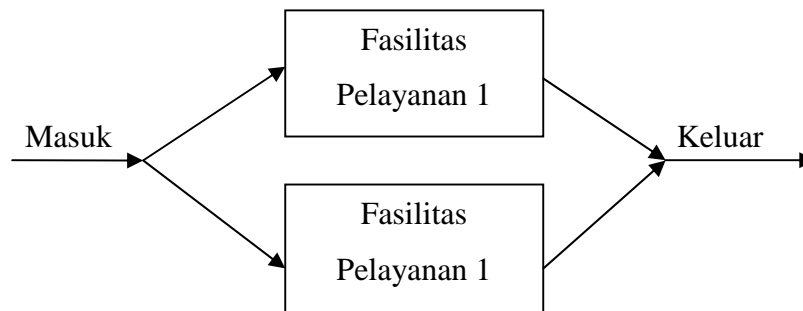 Fasilitas
Pelayanan 1
Masuk
Keluar
Fasilitas
Pelayanan 1